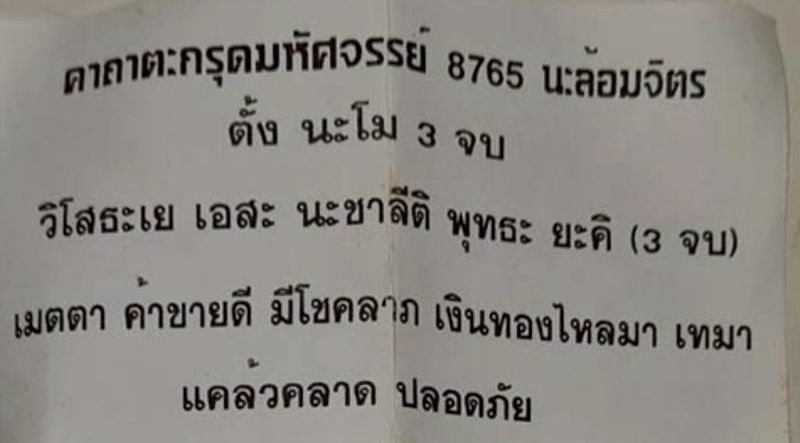 คาถาตะกรุดมหัศจรรย์ 8765 นะล้อมจิตร
ตั้ง นะโม 3 จบ
วิโสธะเย เอสะ นะชาลีติ พุทธะ ยะคิ (3 จบ)
เมตตา ค้าขายดี มีโชคลาภ เงินทองไหลมา เทมา
แคล้วคลาด ปลอดภัย